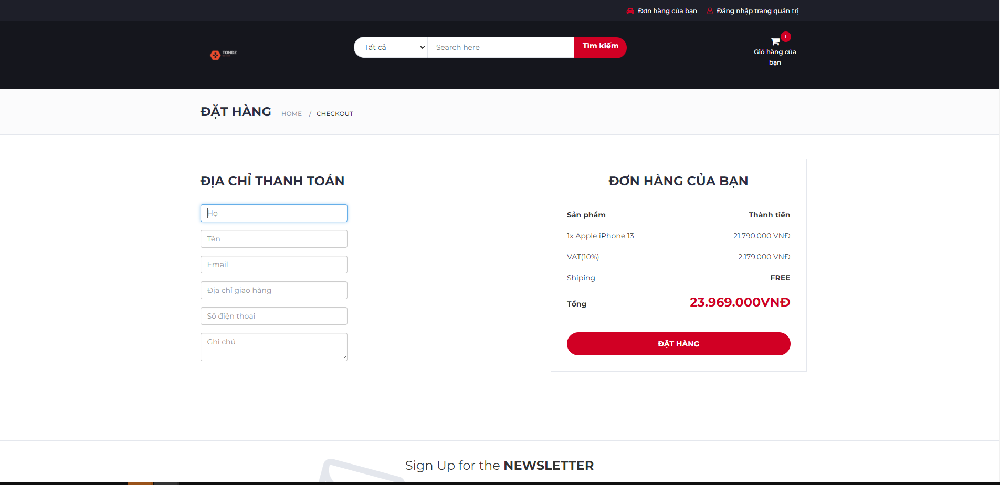 Đơn hàng của bạn
Đăng nhập trang quản trị
TONDZ
Tất cả
Search here
Tìm kiếm
1
Giỏ hàng của
bạn
ĐẶT HÀNG
HOME / CHECKOUT
ĐỊA CHỈ THANH TOÁN
Họ
Tên
Email
Địa chỉ giao hàng
Số điện thoại
Ghi chú
ĐƠN HÀNG CỦA BẠN
Sản phẩm Thành tiền
1x Apple iPhone 13 21.790.000 VNĐ
VAT(10%) 2.179.000 VNĐ
Shiping FREE
Tổng 23.969.000VNĐ
ĐẶT HÀNG
Sign Up for the NEWSLETTER